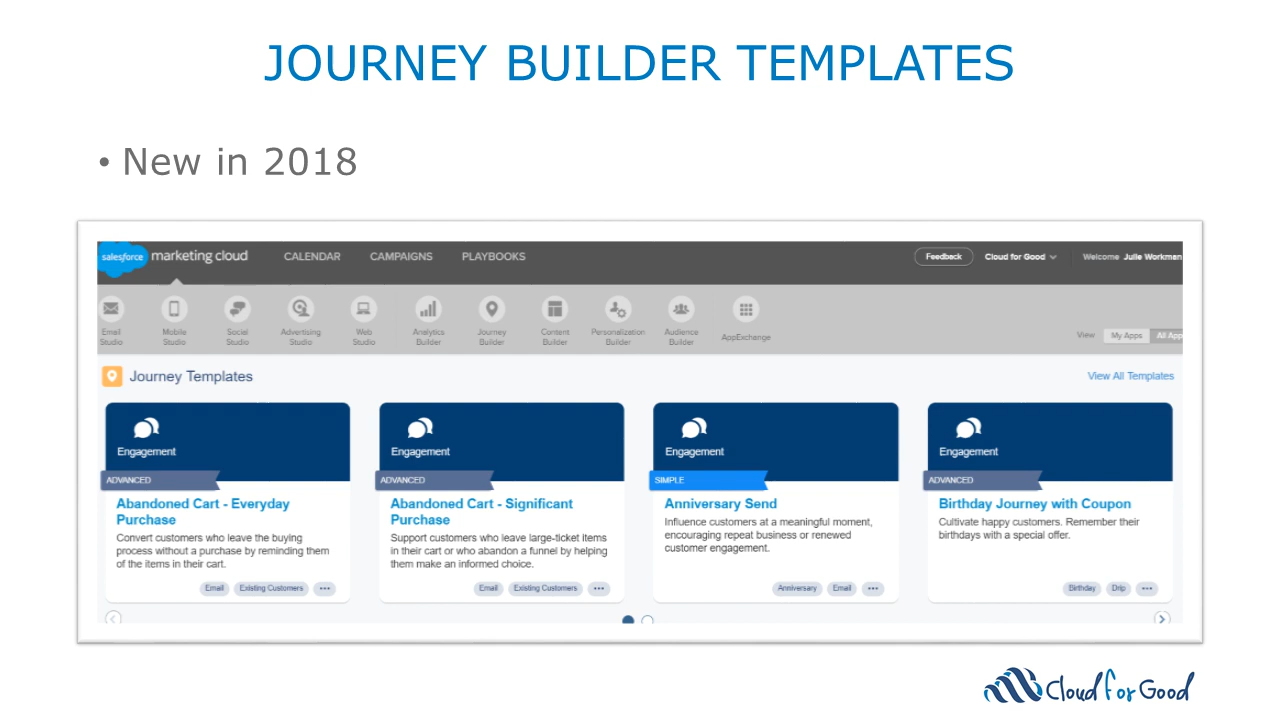 JOURNEY BUILDER TEMPLATES
• New in 2018
salesforce marketing cloud CALENDAR CAMPAIGNS PLAYBOOKS Feedback Cloud for Good Welcome Julie Workman
Email Studio
Mobile Studio
Social Studio
Advertising Studio
Web Studio
Analytics Builder
Journey Builder
Content Builder
Personalization Builder
Audience Builder
AppExchange
View My Apps All App
Journey Templates View All Templates
Engagement
ADVANCED
Abandoned Cart - Everyday
Purchase
Convert customers who leave the buying
process without a purchase by reminding them
of the items in their cart.
Email Existing Customers •••
Engagement
ADVANCED
Abandoned Cart - Significant
Purchase
Support customers who leave large-ticket items
in their cart or who abandon a funnel by helping
them make an informed choice.
Email Existing Customers •••
Engagement
SIMPLE
Anniversary Send
Influence customers at a meaningful moment,
encouraging repeat business or renewed
customer engagement.
Anniversary Email •••
Engagement
ADVANCED
Birthday Journey with Coupon
Cultivate happy customers. Remember their
birthdays with a special offer.
Birthday Drip •••
Cloud for Good